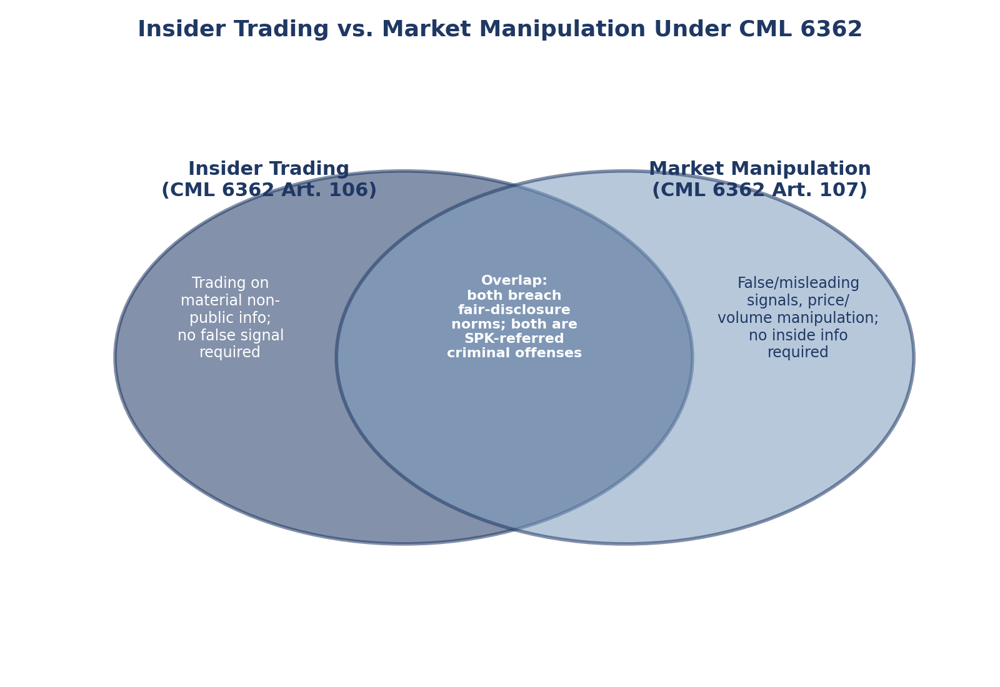 Insider Trading vs. Market Manipulation Under CML 6362
Insider Trading
(CML 6362 Art. 106)
Market Manipulation
(CML 6362 Art. 107)
Trading on
material non-
public info;
no false signal
required
Overlap:
both breach
fair-disclosure
norms; both are
SPK-referred
criminal offenses
False/misleading
signals, price/
volume manipulation;
no inside info
required